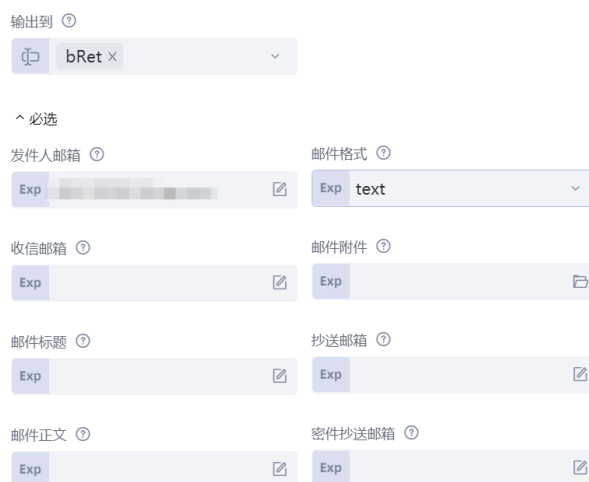 输出到
bRet
必选
发件人邮箱 邮件格式
Exp Exp text
收信邮箱 邮件附件
Exp Exp
邮件标题 抄送邮箱
Exp Exp
邮件正文 密件抄送邮箱
Exp Exp